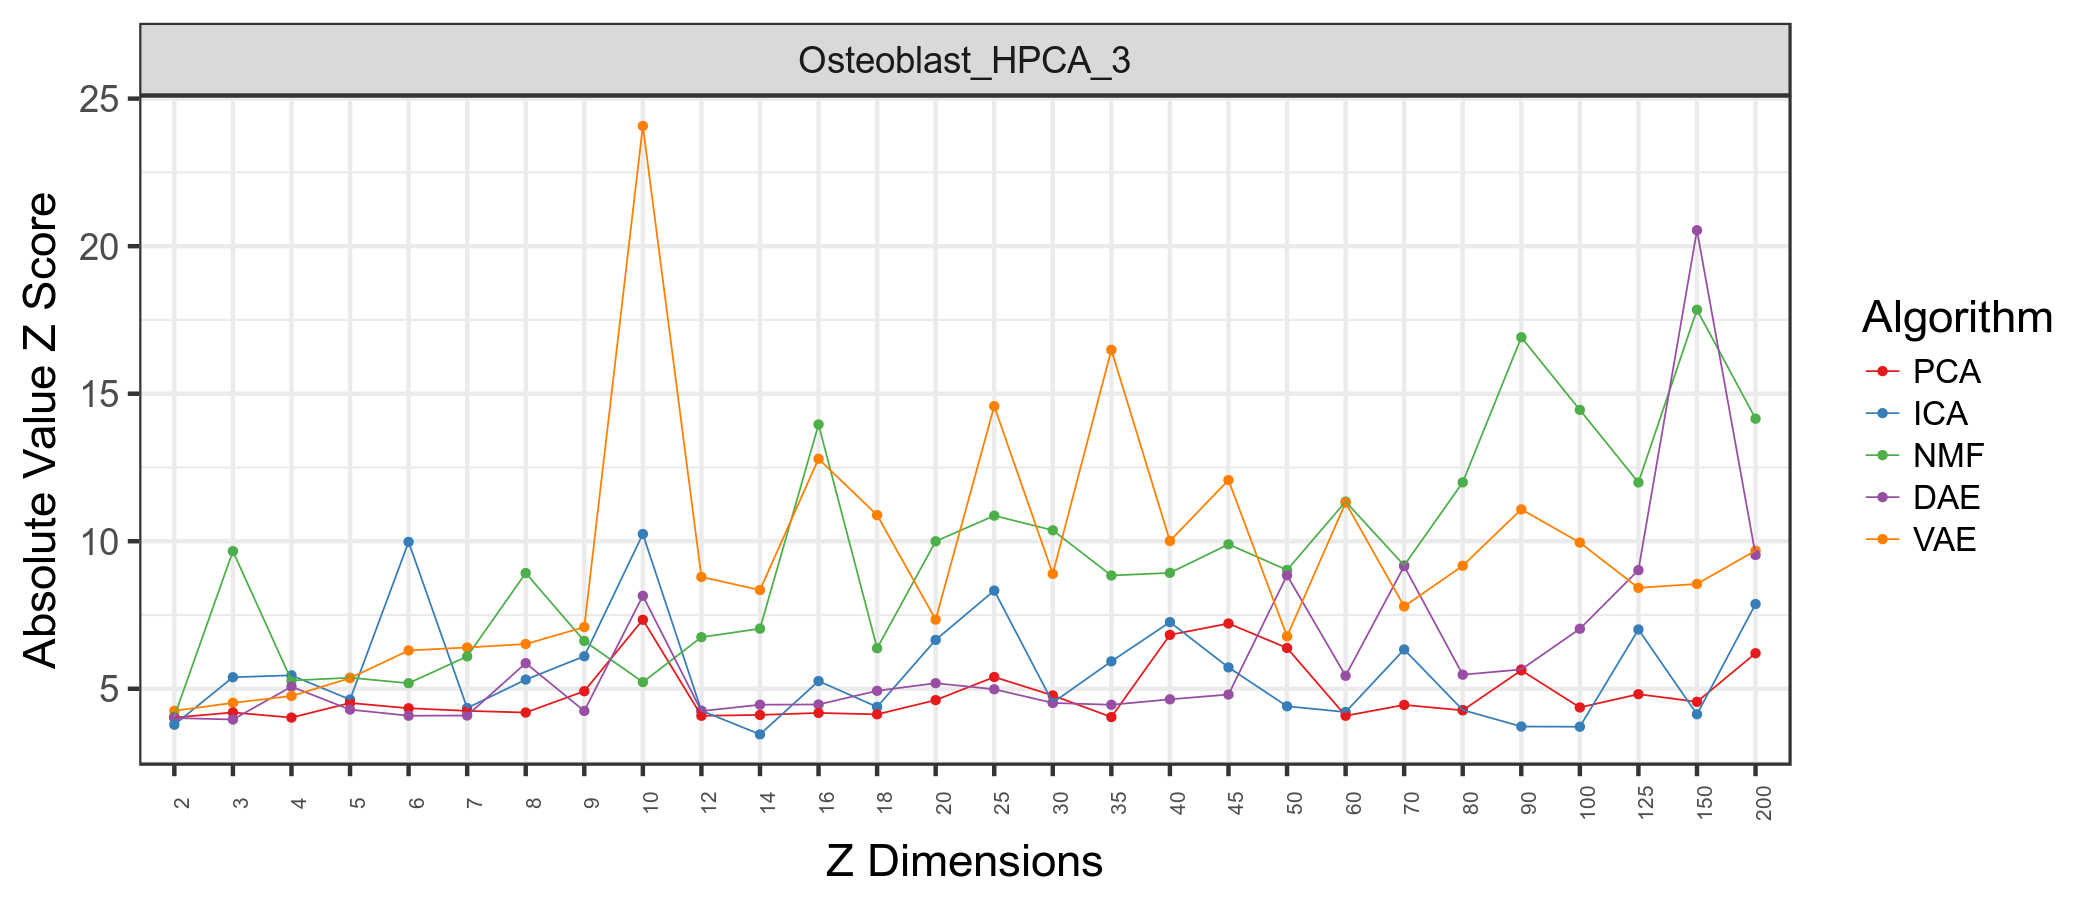 Osteoblast_HPCA_3
25
20
15
10
5
Absolute Value Z Score
2 3 4 5 6 7 8 9 10 12 14 16 18 20 25 30 35 40 45 50 60 70 80 90 100 125 150 200
Z Dimensions
Algorithm
PCA
ICA
NMF
DAE
VAE